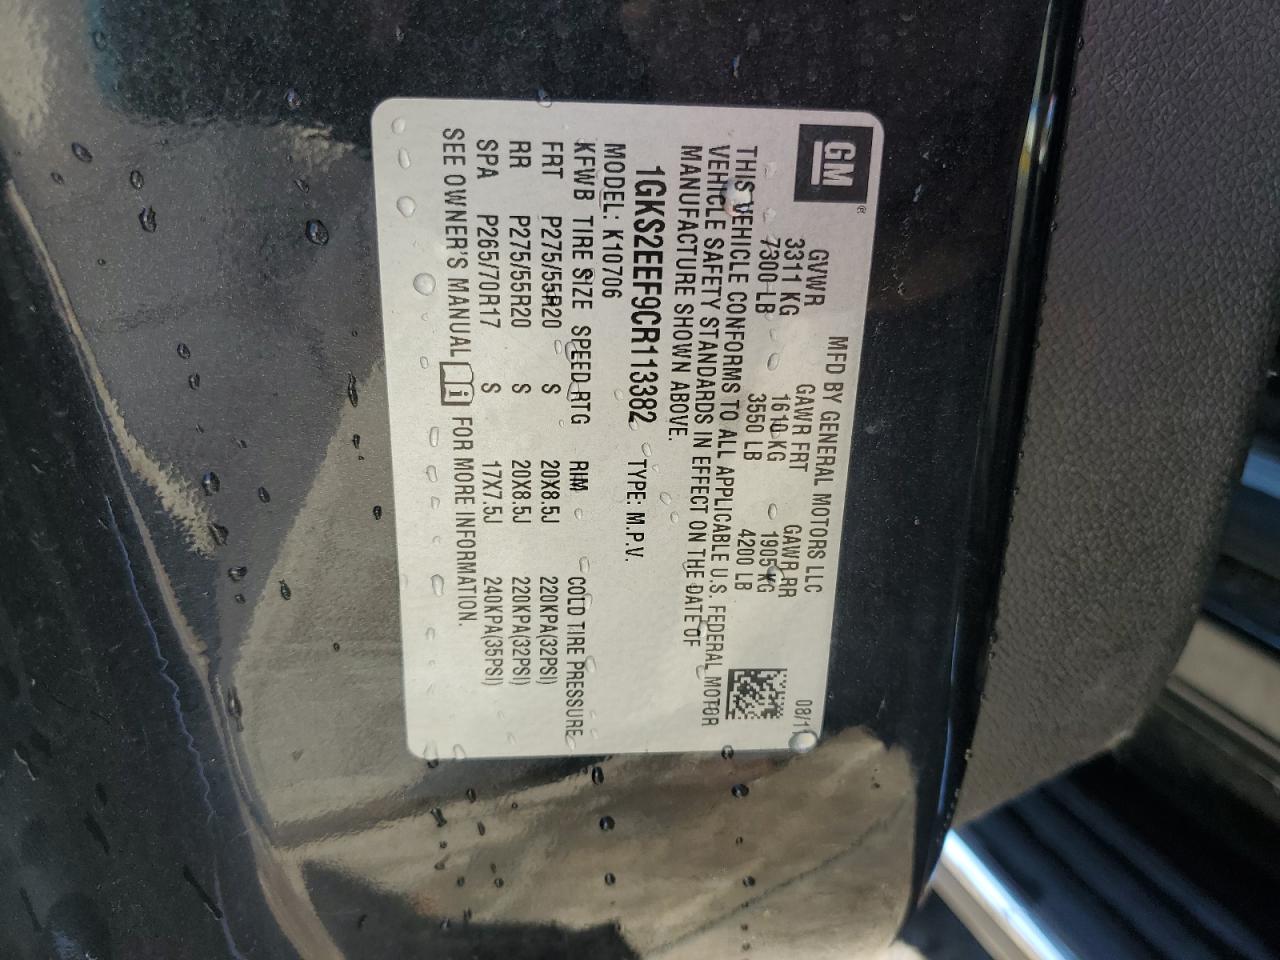 GM
®
MFD BY GENERAL MOTORS LLC
08/11
GVWR GAWR FRT GAWR RR
3311 KG 1610 KG 1905 KG
7300 LB 3550 LB 4200 LB
THIS VEHICLE CONFORMS TO ALL APPLICABLE U.S. FEDERAL MOTOR
VEHICLE SAFETY STANDARDS IN EFFECT ON THE DATE OF
MANUFACTURE SHOWN ABOVE.
1GKS2EEF9CR113382 TYPE: M.P.V.
MODEL: K10706
KFWB TIRE SIZE SPEED RTG RIM COLD TIRE PRESSURE
FRT P275/55R20 S 20X8.5J 220KPA(32PSI)
RR P275/55R20 S 20X8.5J 220KPA(32PSI)
SPA P265/70R17 S 17X7.5J 240KPA(35PSI)
SEE OWNER'S MANUAL i FOR MORE INFORMATION.